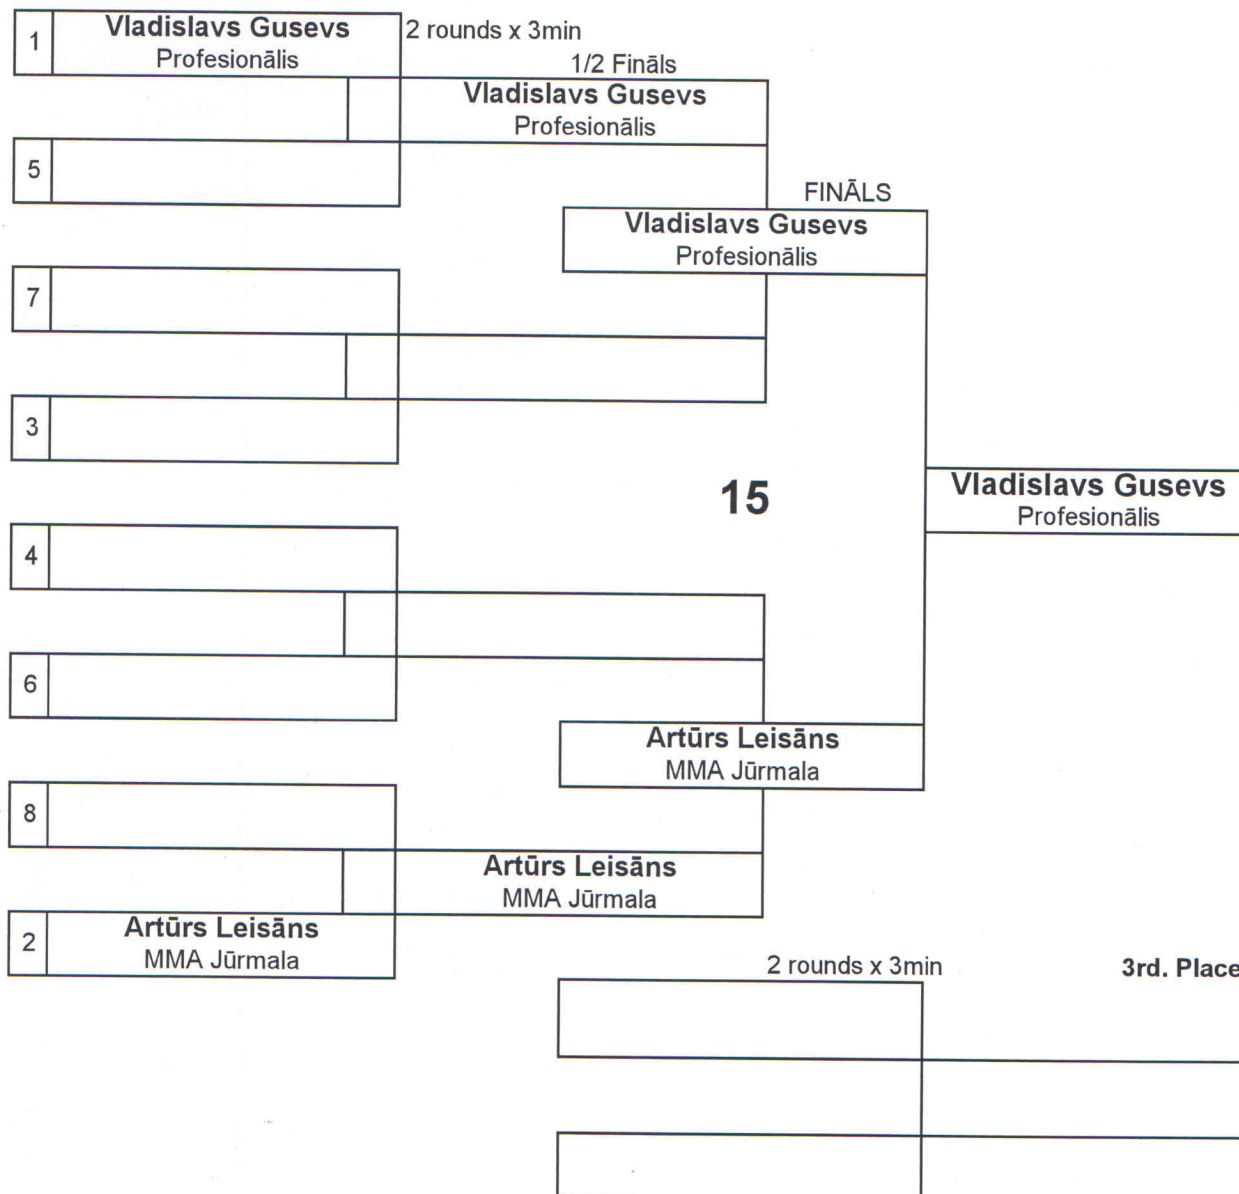 1
Vladislavs Gusevs
Profesionālis
2 rounds x 3min
1/2 Fināls
Vladislavs Gusevs
Profesionālis
5
FINĀLS
Vladislavs Gusevs
Profesionālis
7
3
15
Vladislavs Gusevs
Profesionālis
4
6
Artūrs Leisāns
MMA Jūrmala
8
Artūrs Leisāns
MMA Jūrmala
2
Artūrs Leisāns
MMA Jūrmala
2 rounds x 3min
3rd. Place